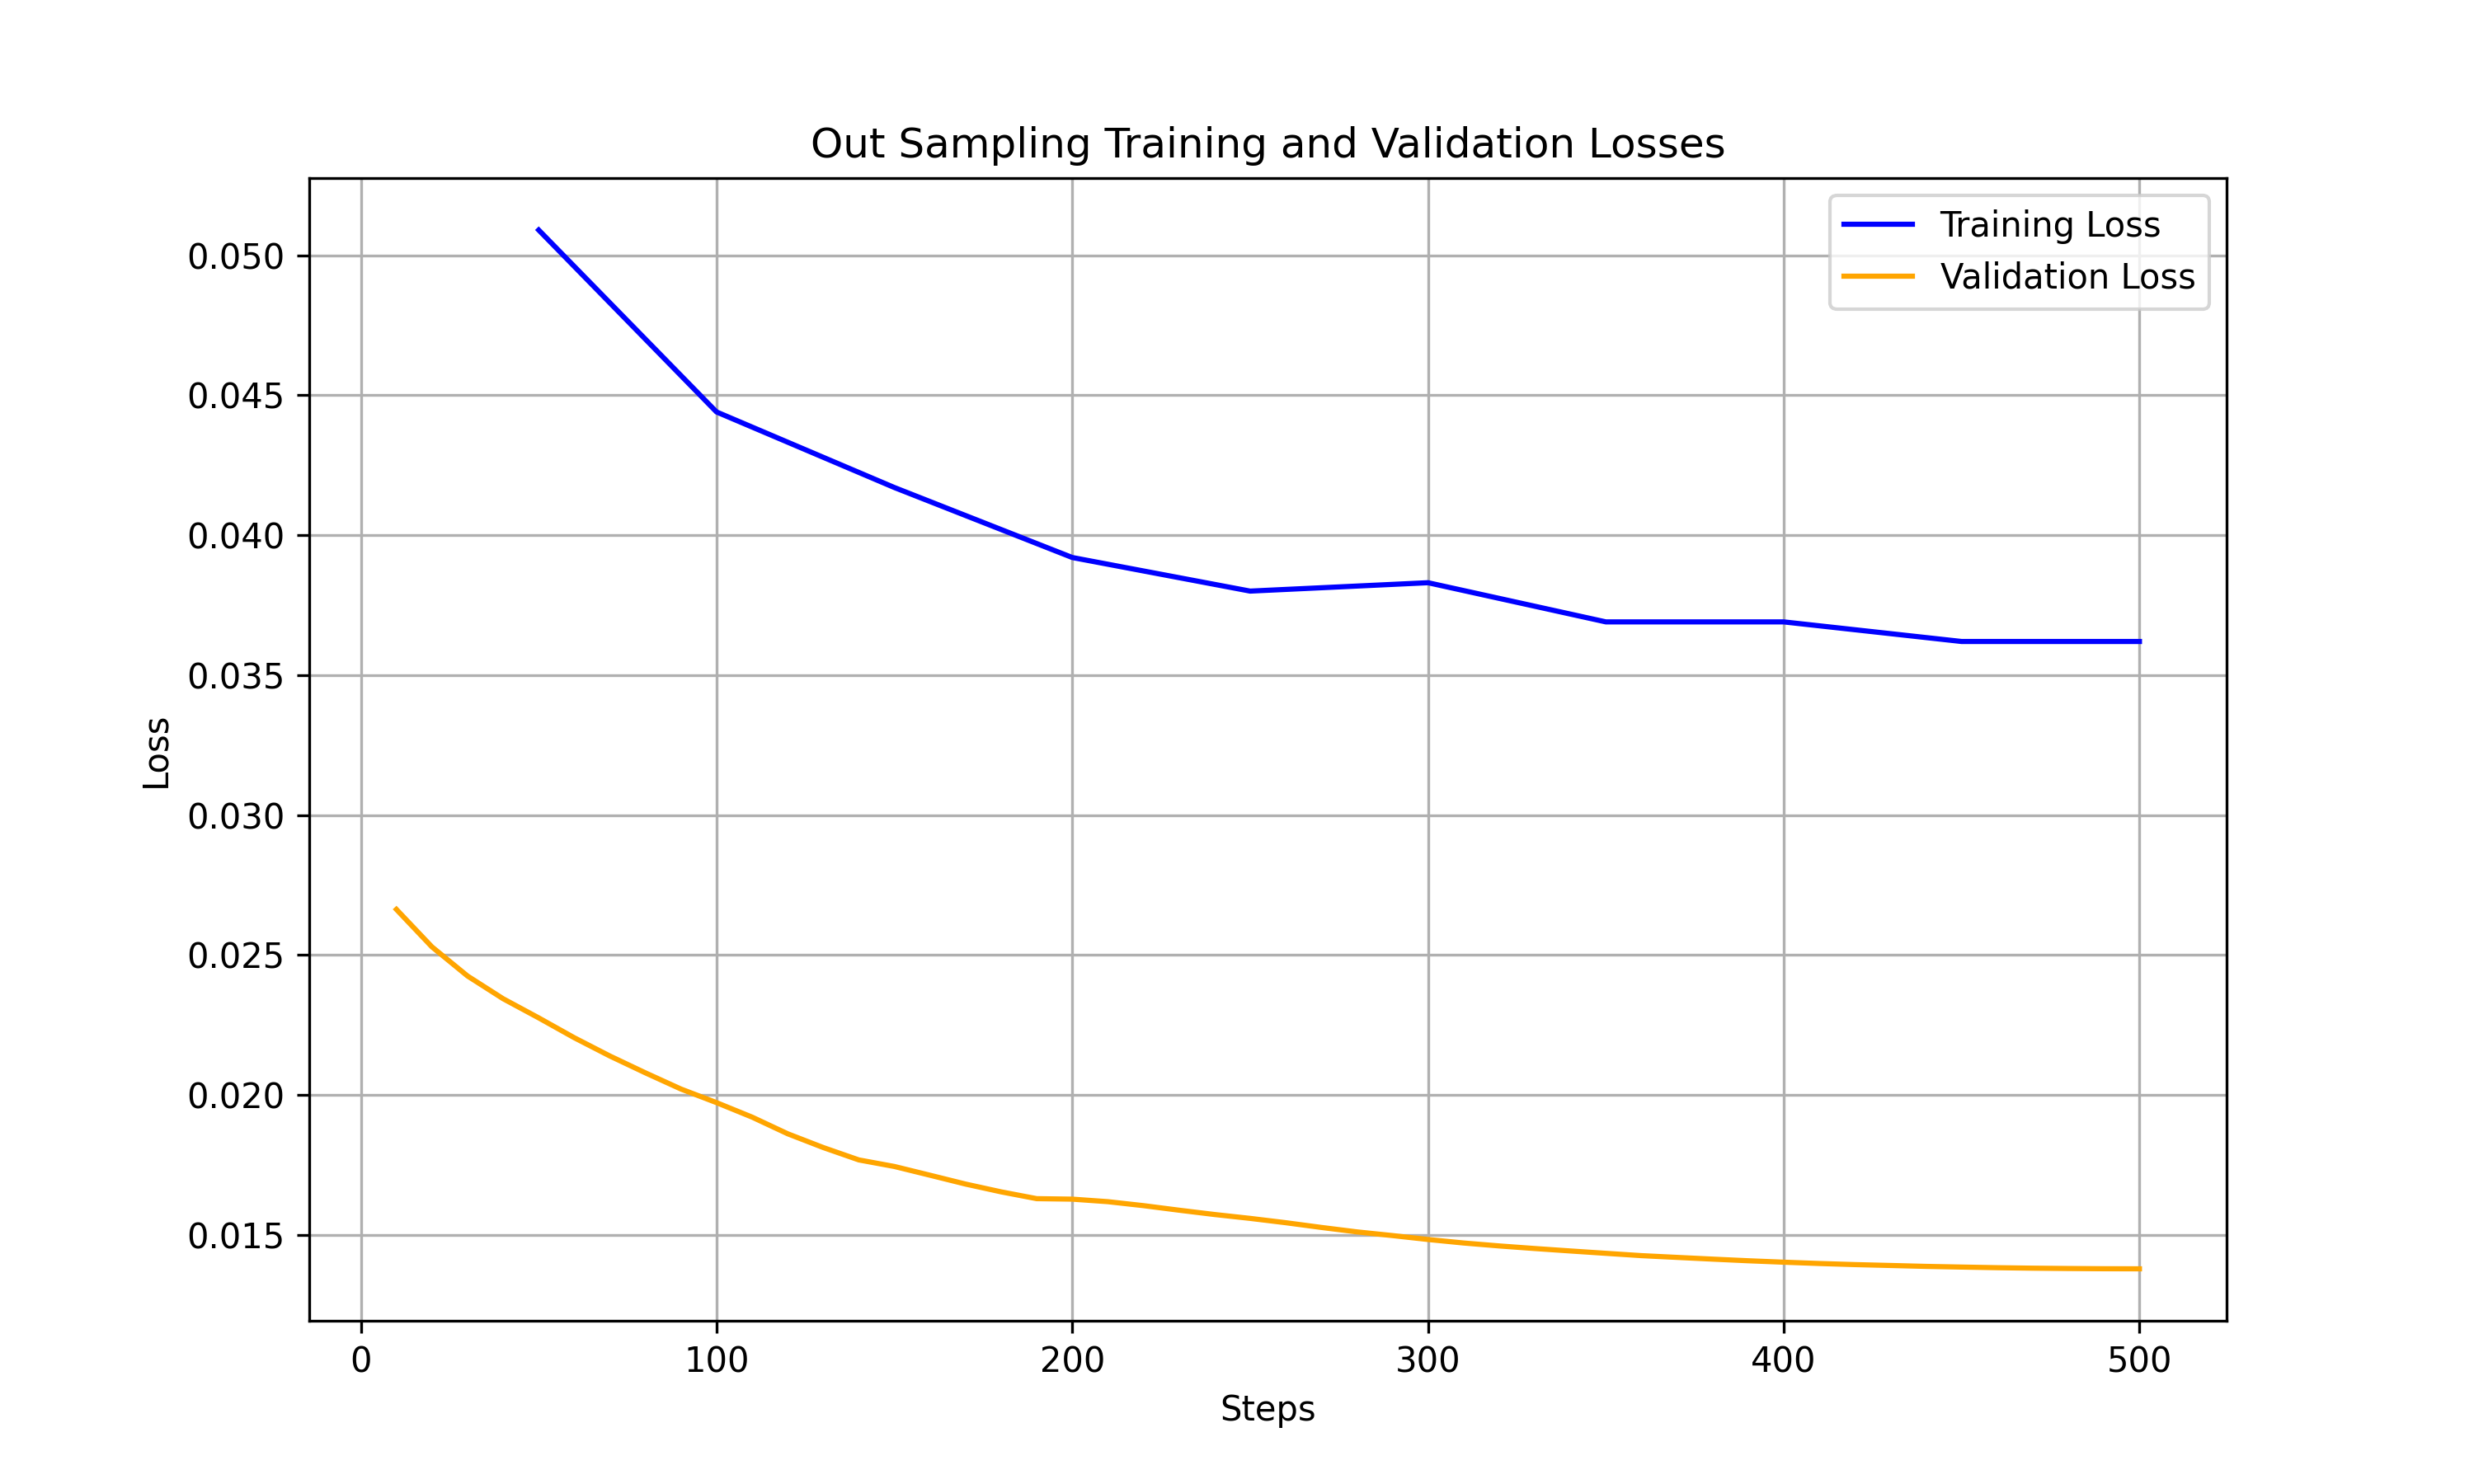 Out Sampling Training and Validation Losses
Training Loss
Validation Loss
0.050
0.045
0.040
0.035
0.030
0.025
0.020
0.015
Loss
0 100 200 300 400 500
Steps